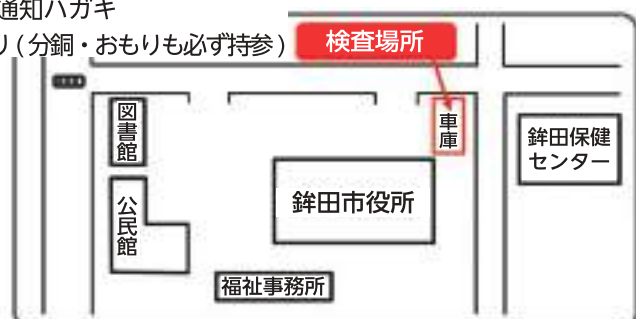 通知ハガキ
り(分銅・おもりも必ず持参)
検査場所
図書館
車庫
鉾田保健
センター
公民館
鉾田市役所
福祉事務所